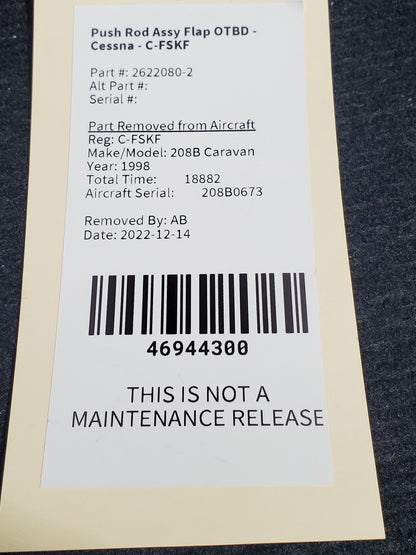 Push Rod Assy Flap OTBD -
Cessna - C-FSKF
Part #: 2622080-2
Alt Part#:
Serial #:
Part Removed from Aircraft
Reg: C-FSKF
Make/Model: 208B Caravan
Year: 1998
Total Time: 18882
Aircraft Serial: 208B0673
Removed By: AB
Date: 2022-12-14
46944300
THIS IS NOT A
MAINTENANCE RELEASE